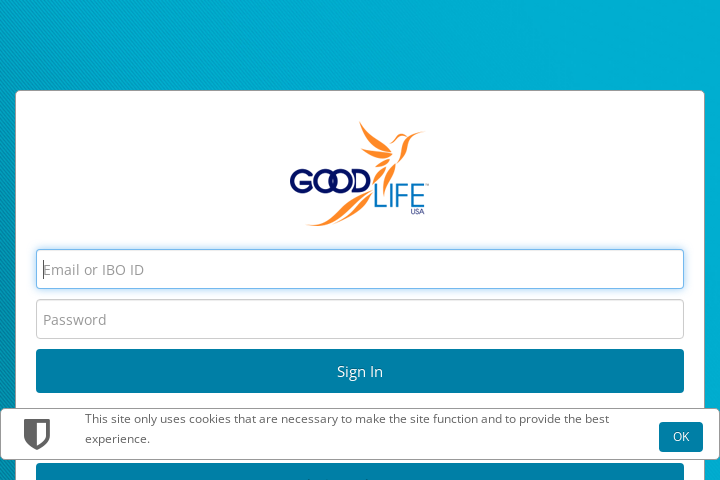 GOOD
LIFE
USA
Email or IBO ID
Password
Sign In
This site only uses cookies that are necessary to make the site function and to provide the best
experience.
OK